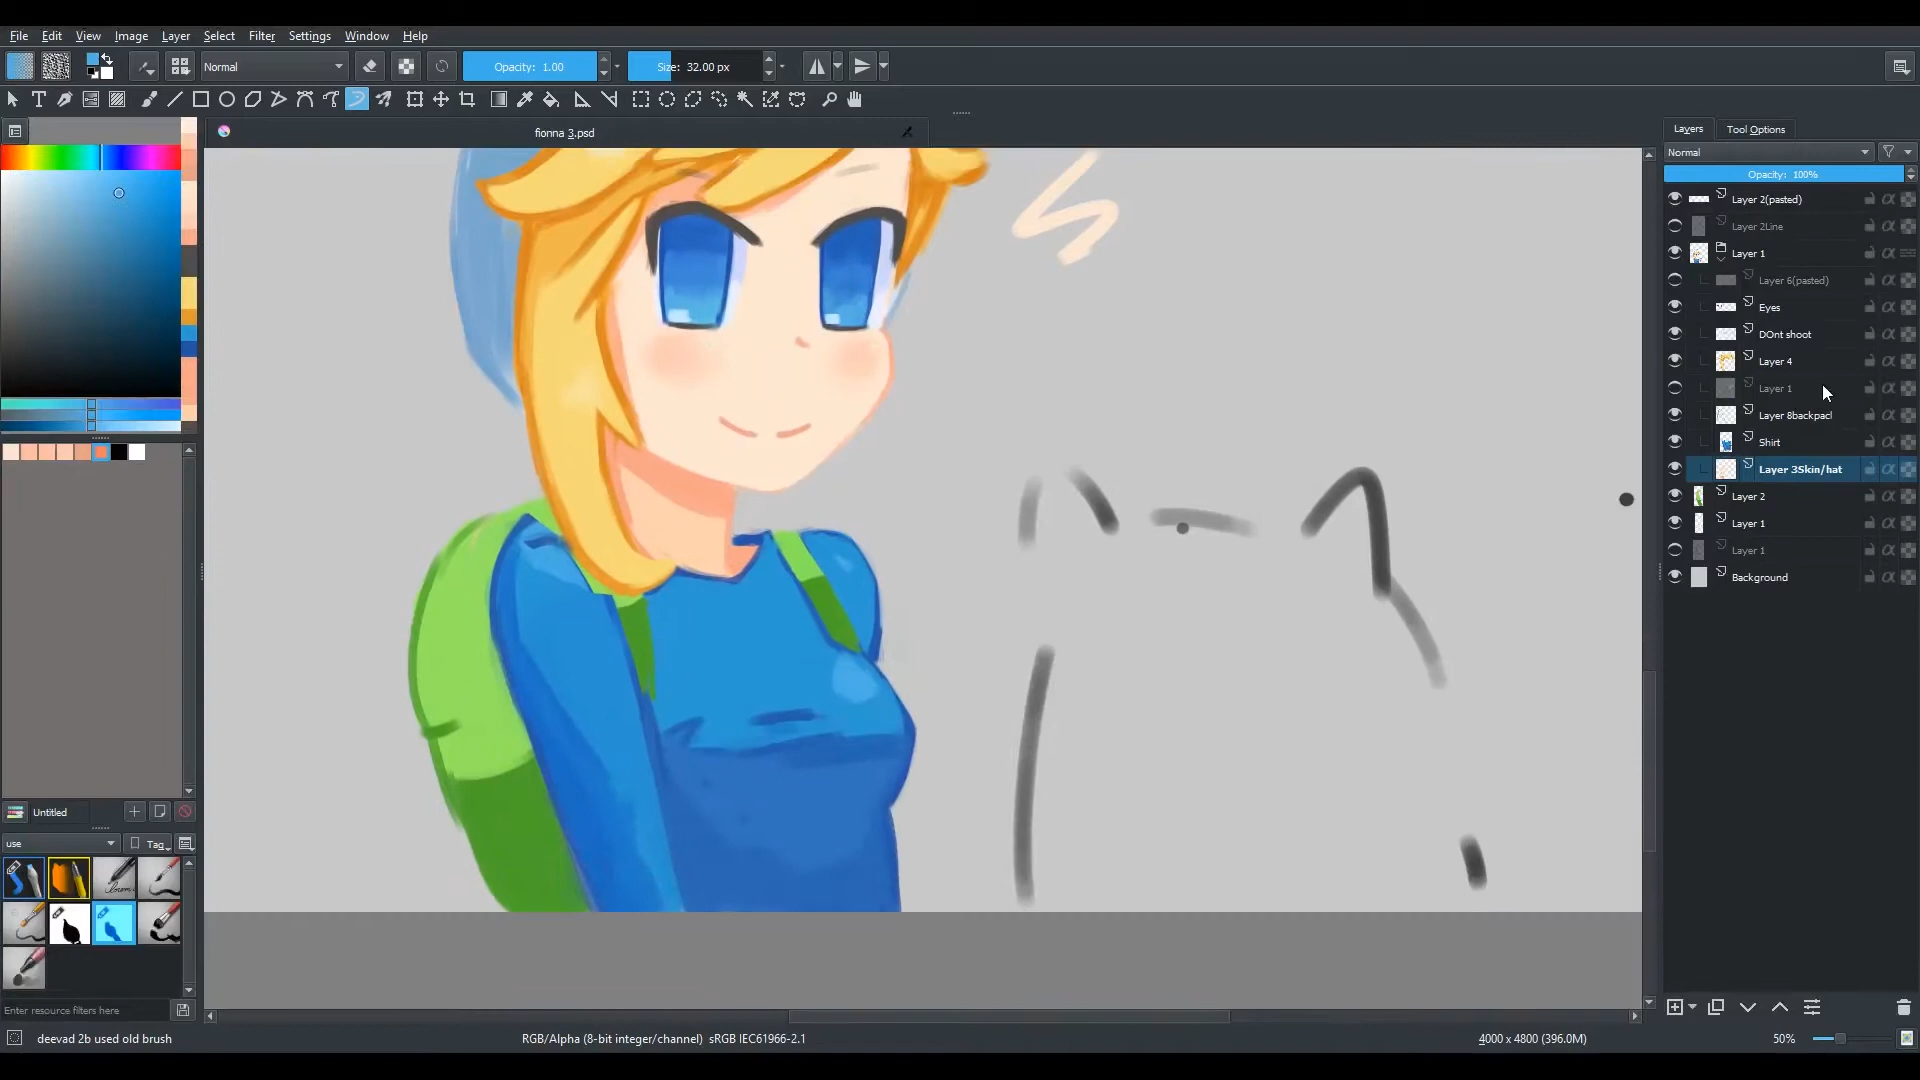 File Edit View Image Layer Select Filter Settings Window Help
Normal Opacity: 1.00 Size: 32.00 px
fionna 3.psd
Layers Tool Options
Normal
Opacity: 100%
Layer 2(pasted)
Layer 2Line
Layer 1
Layer 6(pasted)
Eyes
DOnt shoot
Layer 4
Layer 1
Layer 8backpacl
Shirt
Layer 3Skin/hat
Layer 2
Layer 1
Layer 1
Background
Untitled
use Tag
Enter resource filters here
deevad 2b used old brush RGB/Alpha (8-bit integer/channel) sRGB IEC61966-2.1 4000 x 4800 (396.0M) 50%